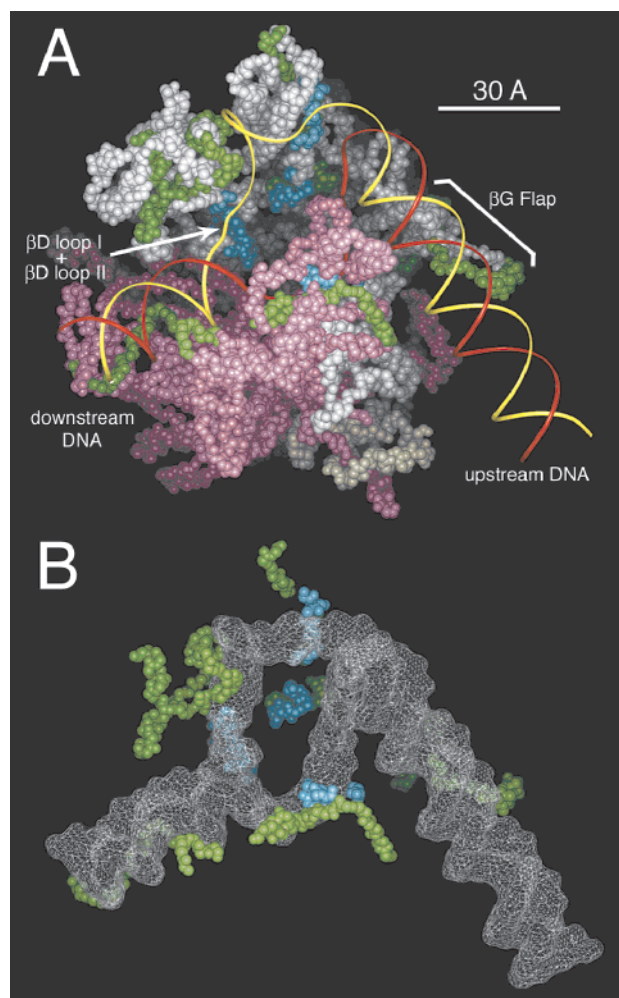 A
30 A
βG Flap
βD loop I
+
βD loop II
downstream
DNA
upstream DNA
B